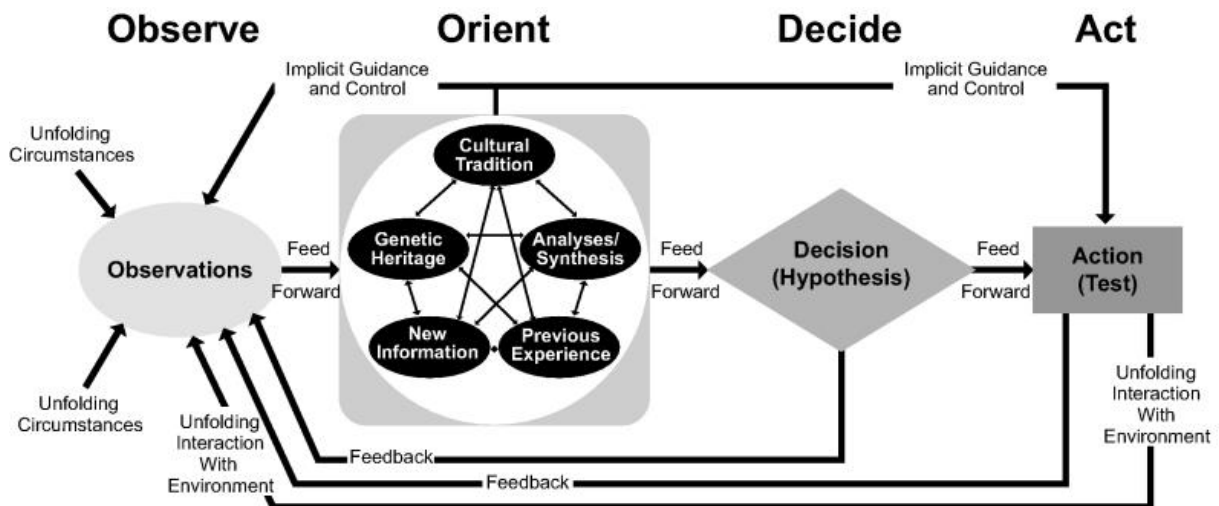 Observe
Orient
Decide
Act
Implicit Guidance
and Control
Implicit Guidance
and Control
Unfolding
Circumstances
Cultural
Tradition
Genetic
Heritage
Analyses/
Synthesis
New
Information
Previous
Experience
Observations
Feed
Forward
Feed
Forward
Decision
(Hypothesis)
Feed
Forward
Action
(Test)
Unfolding
Circumstances
Unfolding
Interaction
With
Environment
Unfolding
Interaction
With
Environment
Feedback
Feedback